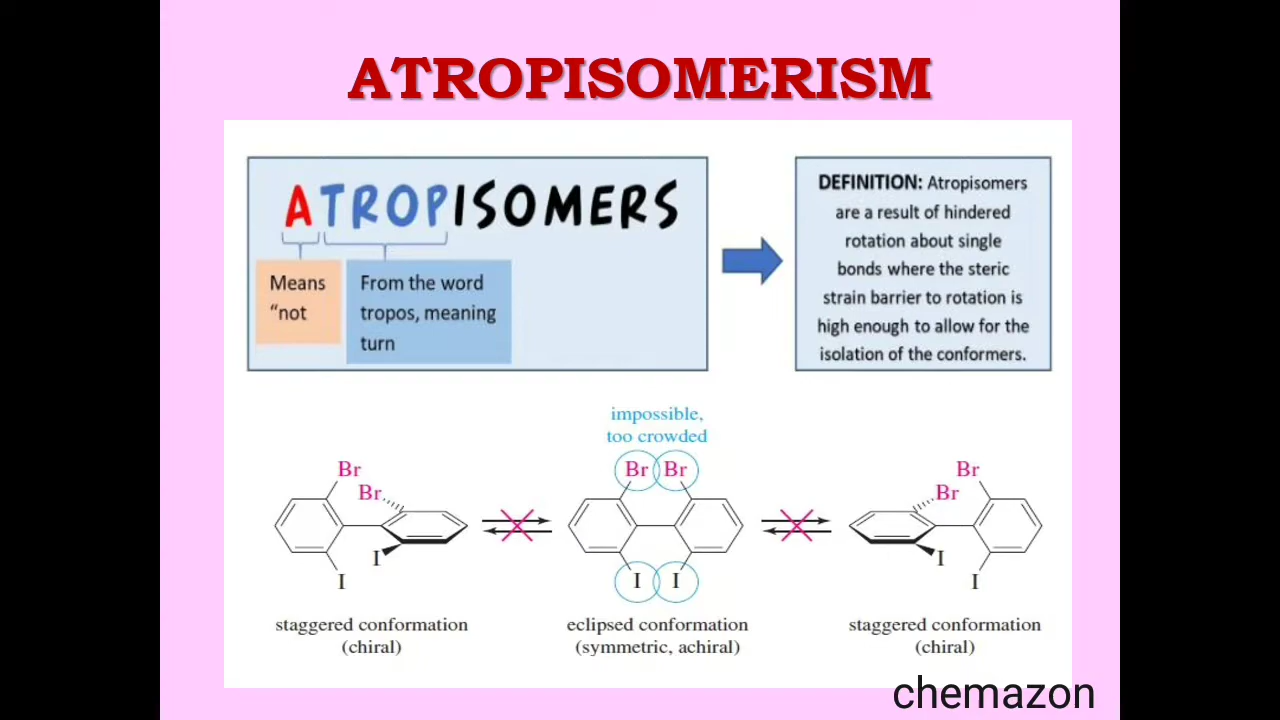 ATROPISOMERISM
ATROPISOMERS
Means
“not
From the word
tropos, meaning
turn
DEFINITION: Atropisomers
are a result of hindered
rotation about single
bonds where the steric
strain barrier to rotation is
high enough to allow for the
isolation of the conformers.
impossible,
too crowded
Br
Br
I
I
Br Br
I I
Br
Br
I
I
staggered conformation
(chiral)
eclipsed conformation
(symmetric, achiral)
staggered conformation
(chiral)
chemazon